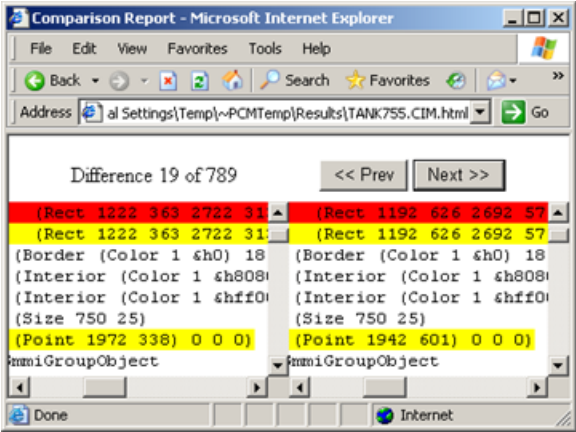 Comparison Report - Microsoft Internet Explorer
File Edit View Favorites Tools Help
Back Search Favorites »
Address al Settings\Temp\~PCMTemp\Results\TANK755.CIM.html Go
Difference 19 of 789 << Prev Next >>
(Rect 1222 363 2722 31 (Rect 1192 626 2692 57
(Rect 1222 363 2722 31 (Rect 1192 626 2692 57
(Border (Color 1 &h0) 18 (Border (Color 1 &h0) 18
(Interior (Color 1 &h808 (Interior (Color 1 &h808
(Interior (Color 1 &hff0 (Interior (Color 1 &hff0
(Size 750 25) (Size 750 25)
(Point 1972 338) 0 0 0) (Point 1942 601) 0 0 0)
GmmiGroupObject mmiGroupObject
Done Internet